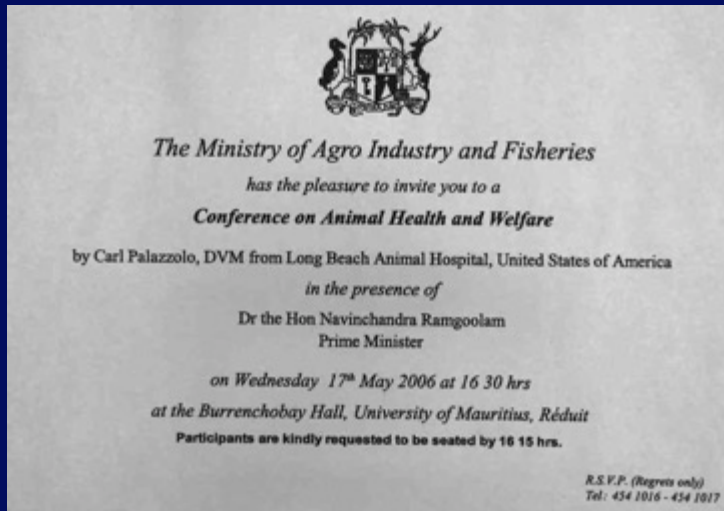 The Ministry of Agro Industry and Fisheries
has the pleasure to invite you to a
Conference on Animal Health and Welfare
by Carl Palazzolo, DVM from Long Beach Animal Hospital, United States of America
in the presence of
Dr the Hon Navinchandra Ramgoolam
Prime Minister
on Wednesday 17th May 2006 at 16 30 hrs
at the Burrenchobay Hall, University of Mauritius, Réduit
Participants are kindly requested to be seated by 16 15 hrs.
R.S.V.P. (Regrets only)
Tel: 454 1016 - 454 1017